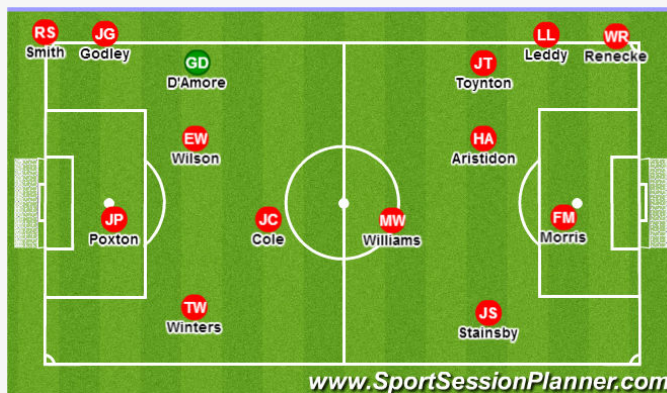 RS
Smith
JG
Godley
GD
D'Amore
EW
Wilson
JP
Poxton
JC
Cole
TW
Winters
LL
Leddy
WR
Renecke
JT
Toynton
HA
Aristidon
MW
Williams
FM
Morris
JS
Stainsby
www.SportSessionPlanner.com